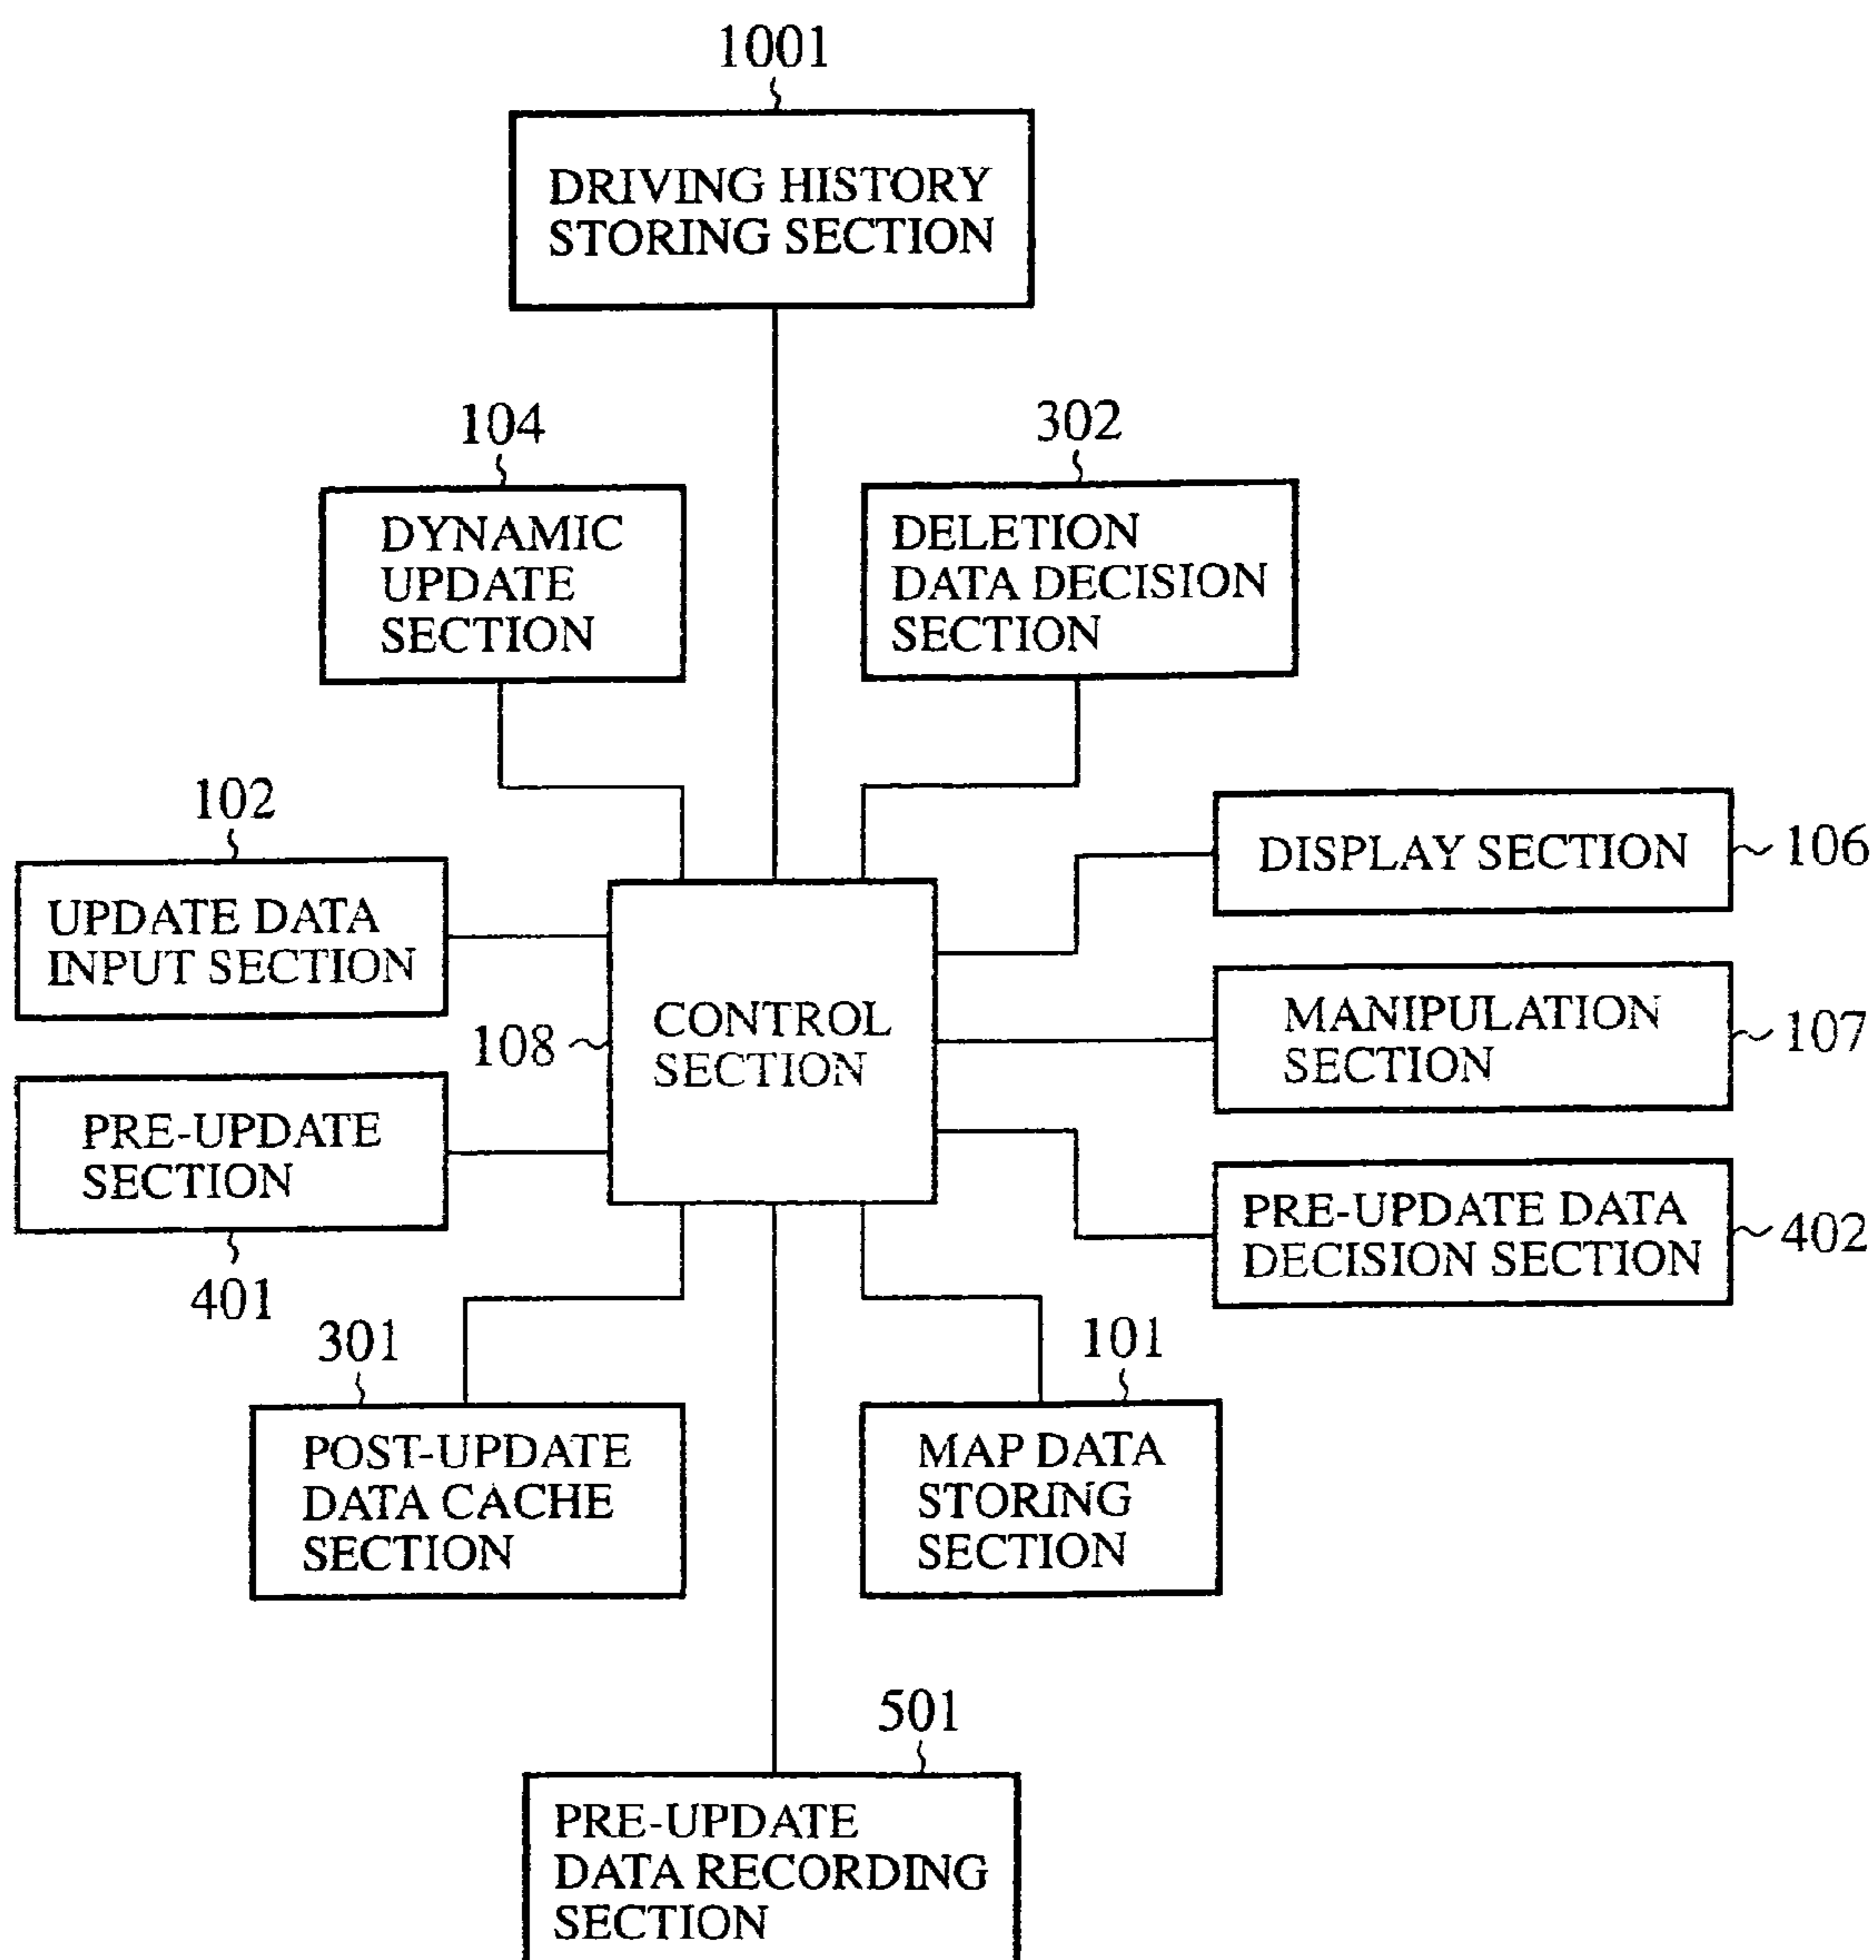 1001
DRIVING HISTORY
STORING SECTION
104
DYNAMIC
UPDATE
SECTION
302
DELETION
DATA DECISION
SECTION
102
UPDATE DATA
INPUT SECTION
DISPLAY SECTION
106
108
CONTROL
SECTION
MANIPULATION
SECTION
107
PRE-UPDATE
SECTION
401
PRE-UPDATE DATA
DECISION SECTION
402
301
POST-UPDATE
DATA CACHE
SECTION
101
MAP DATA
STORING
SECTION
501
PRE-UPDATE
DATA RECORDING
SECTION